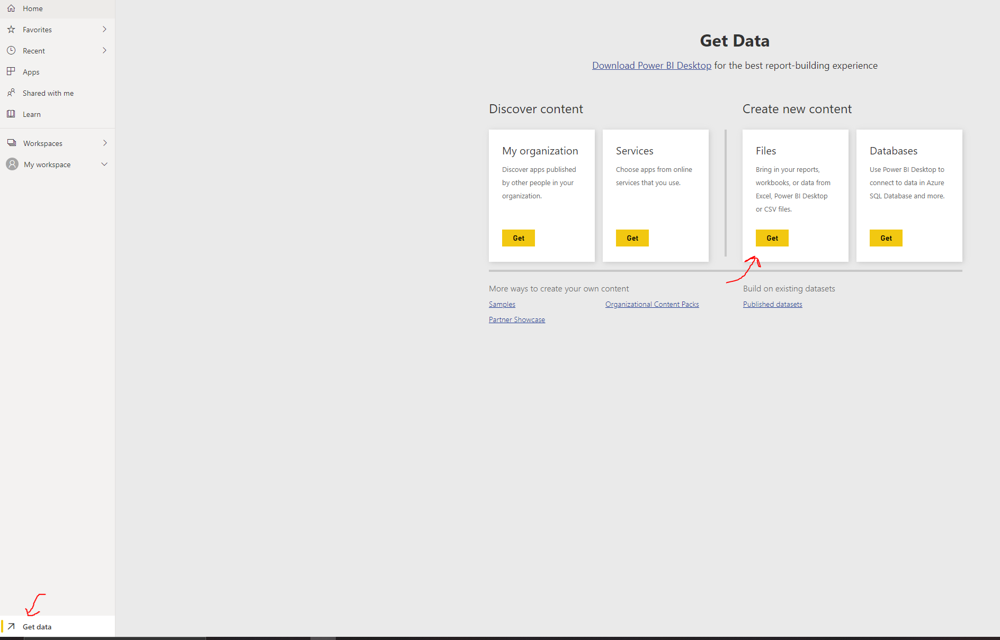 Home
Favorites
Recent
Apps
Shared with me
Learn
Workspaces
My workspace
Get data
Get Data
Download Power BI Desktop for the best report-building experience
Discover content
My organization
Discover apps published
by other people in your
organization.
Get
Services
Choose apps from online
services that you use.
Get
Create new content
Files
Bring in your reports,
workbooks, or data from
Excel, Power BI Desktop
or CSV files.
Get
Databases
Use Power BI Desktop to
connect to data in Azure
SQL Database and more.
Get
More ways to create your own content
Samples
Organizational Content Packs
Partner Showcase
Build on existing datasets
Published datasets